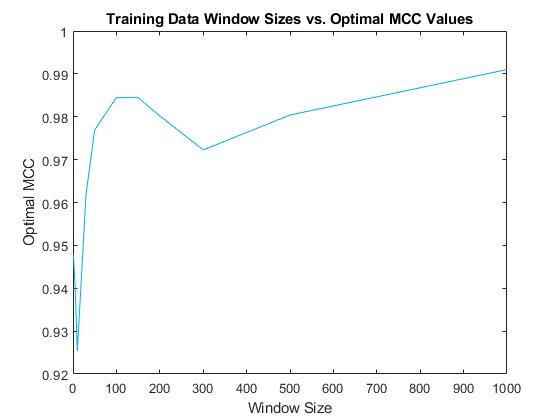 Training Data Window Sizes vs. Optimal MCC Values
1
0.99
0.98
0.97
0.96
0.95
0.94
0.93
0.92
Optimal MCC
0 100 200 300 400 500 600 700 800 900 1000
Window Size